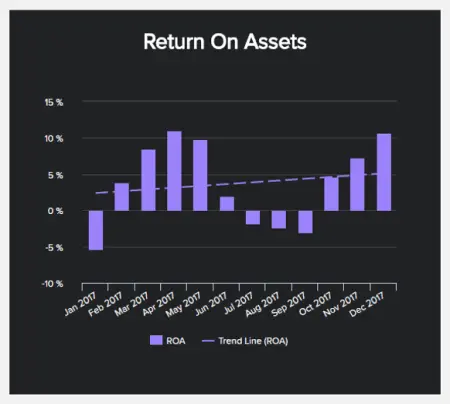 Return On Assets
15 %
10 %
5 %
0 %
-5 %
-10 %
Jan 2017
Feb 2017
Mar 2017
Apr 2017
May 2017
Jun 2017
Jul 2017
Aug 2017
Sep 2017
Oct 2017
Nov 2017
Dec 2017
ROA
Trend Line (ROA)